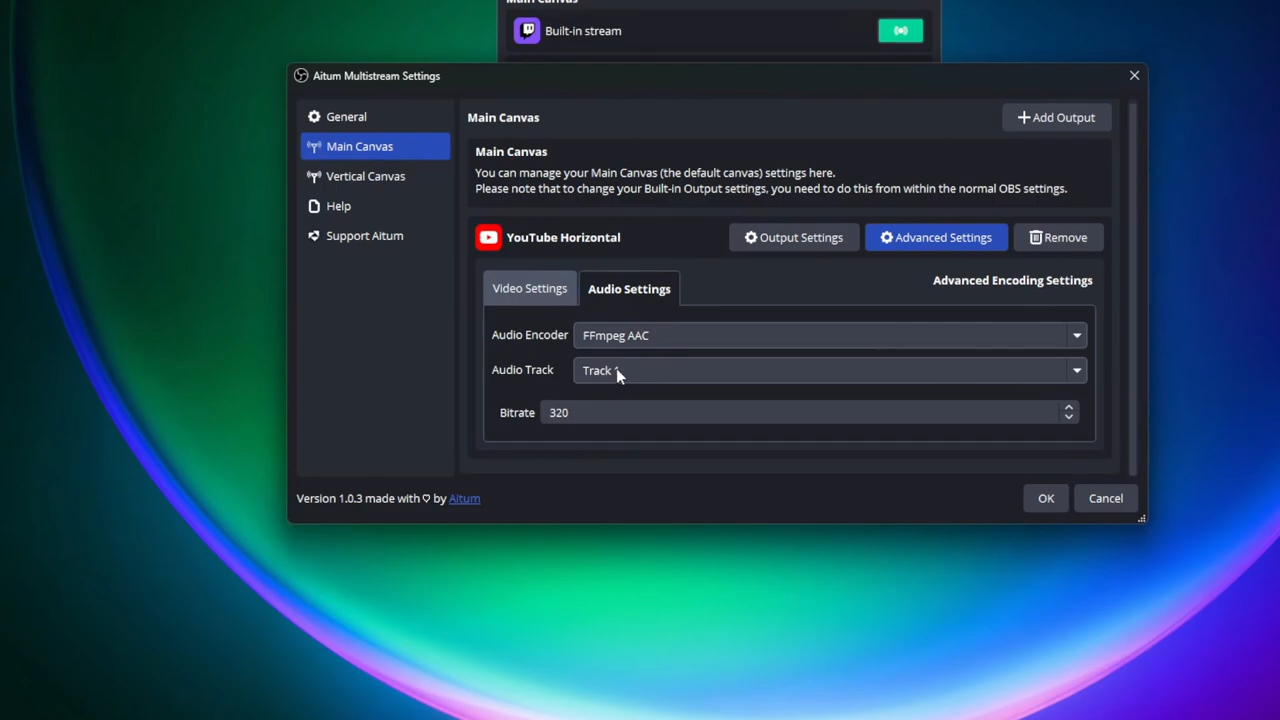 Main Canvas
Built-in stream
Aitum Multistream Settings
General
Main Canvas
Vertical Canvas
Help
Support Aitum
Main Canvas
Add Output
Main Canvas
You can manage your Main Canvas (the default canvas) settings here.
Please note that to change your Built-in Output settings, you need to do this from within the normal OBS settings.
YouTube Horizontal
Output Settings
Advanced Settings
Remove
Video Settings
Audio Settings
Advanced Encoding Settings
Audio Encoder
FFmpeg AAC
Audio Track
Track
Bitrate
320
Version 1.0.3 made with ♡ by Aitum
OK
Cancel